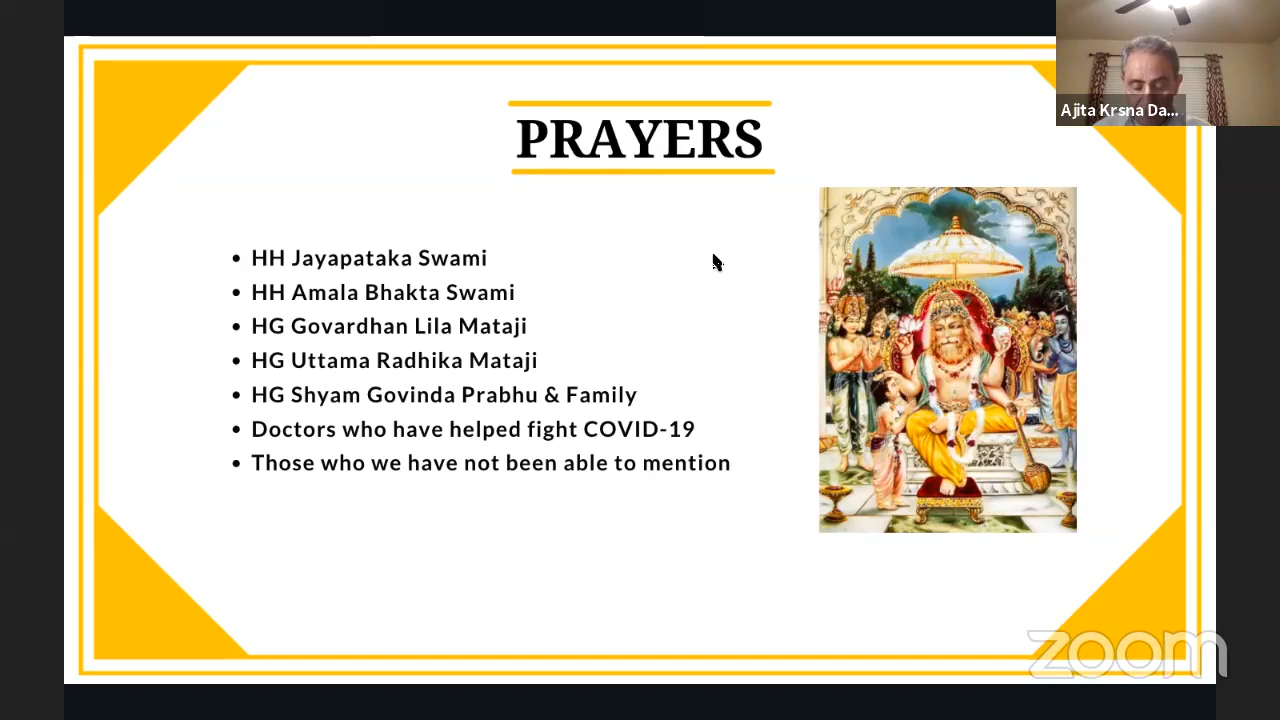 Ajita Krsna Da...
PRAYERS
• HH Jayapataka Swami
• HH Amala Bhakta Swami
• HG Govardhan Lila Mataji
• HG Uttama Radhika Mataji
• HG Shyam Govinda Prabhu & Family
• Doctors who have helped fight COVID-19
• Those who we have not been able to mention
zoom